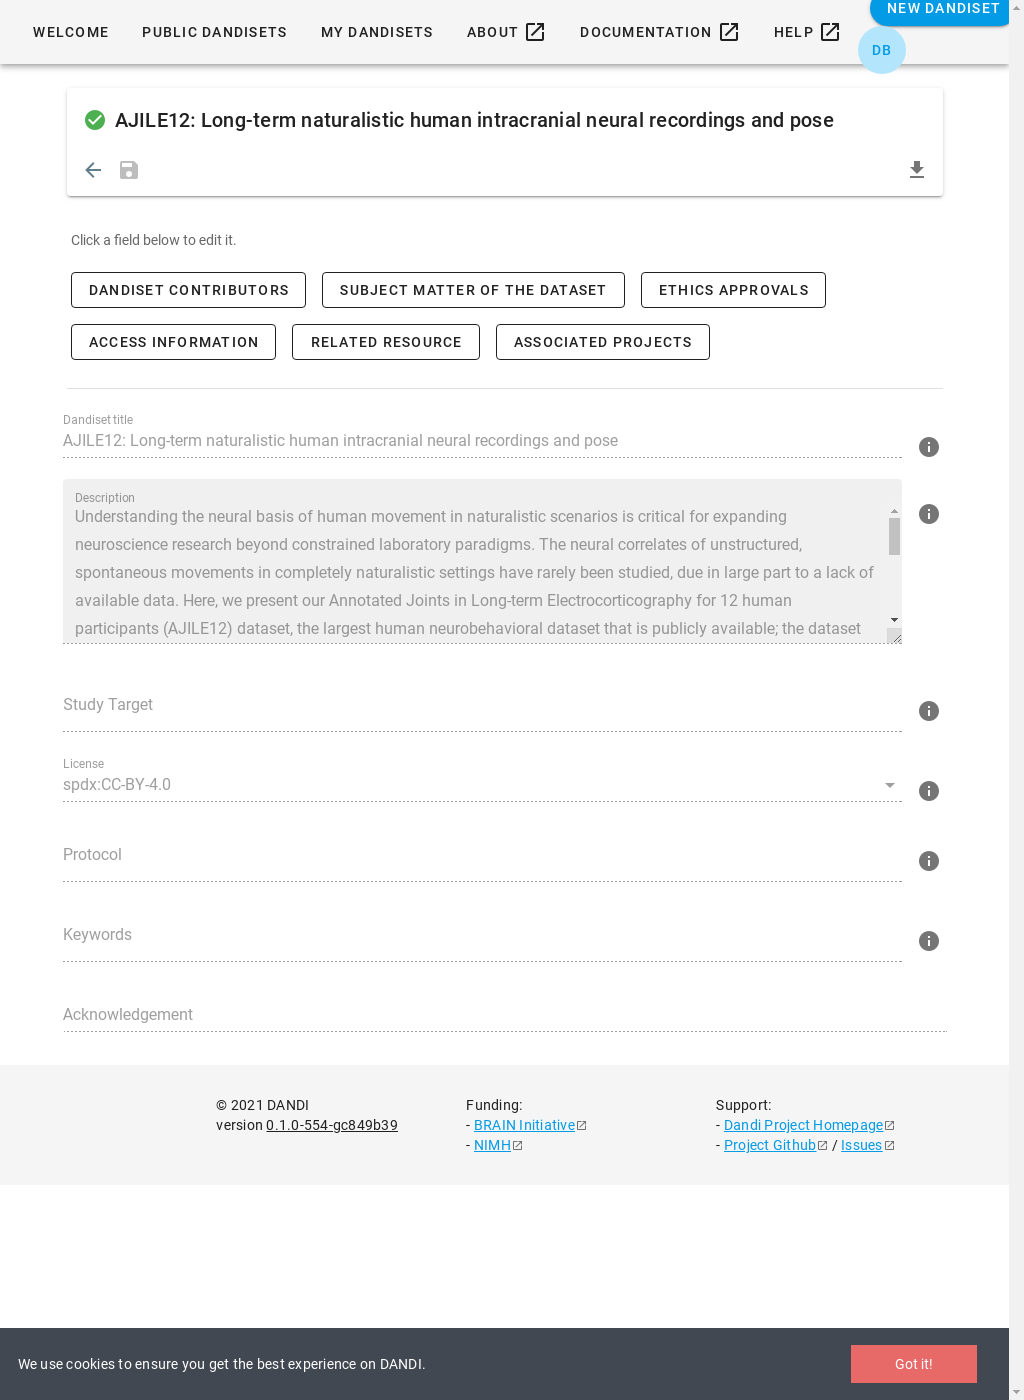 WELCOME PUBLIC DANDISETS MY DANDISETS ABOUT DOCUMENTATION HELP NEW DANDISET
DB
AJILE12: Long-term naturalistic human intracranial neural recordings and pose
Click a field below to edit it.
DANDISET CONTRIBUTORS SUBJECT MATTER OF THE DATASET ETHICS APPROVALS
ACCESS INFORMATION RELATED RESOURCE ASSOCIATED PROJECTS
Dandiset title
AJILE12: Long-term naturalistic human intracranial neural recordings and pose
Description
Understanding the neural basis of human movement in naturalistic scenarios is critical for expanding
neuroscience research beyond constrained laboratory paradigms. The neural correlates of unstructured,
spontaneous movements in completely naturalistic settings have rarely been studied, due in large part to a lack of
available data. Here, we present our Annotated Joints in Long-term Electrocorticography for 12 human
participants (AJILE12) dataset, the largest human neurobehavioral dataset that is publicly available; the dataset
Study Target
License
spdx:CC-BY-4.0
Protocol
Keywords
Acknowledgement
© 2021 DANDI
version 0.1.0-554-gc849b39
Funding:
- BRAIN Initiative
- NIMH
Support:
- Dandi Project Homepage
- Project Github / Issues
We use cookies to ensure you get the best experience on DANDI.
Got it!